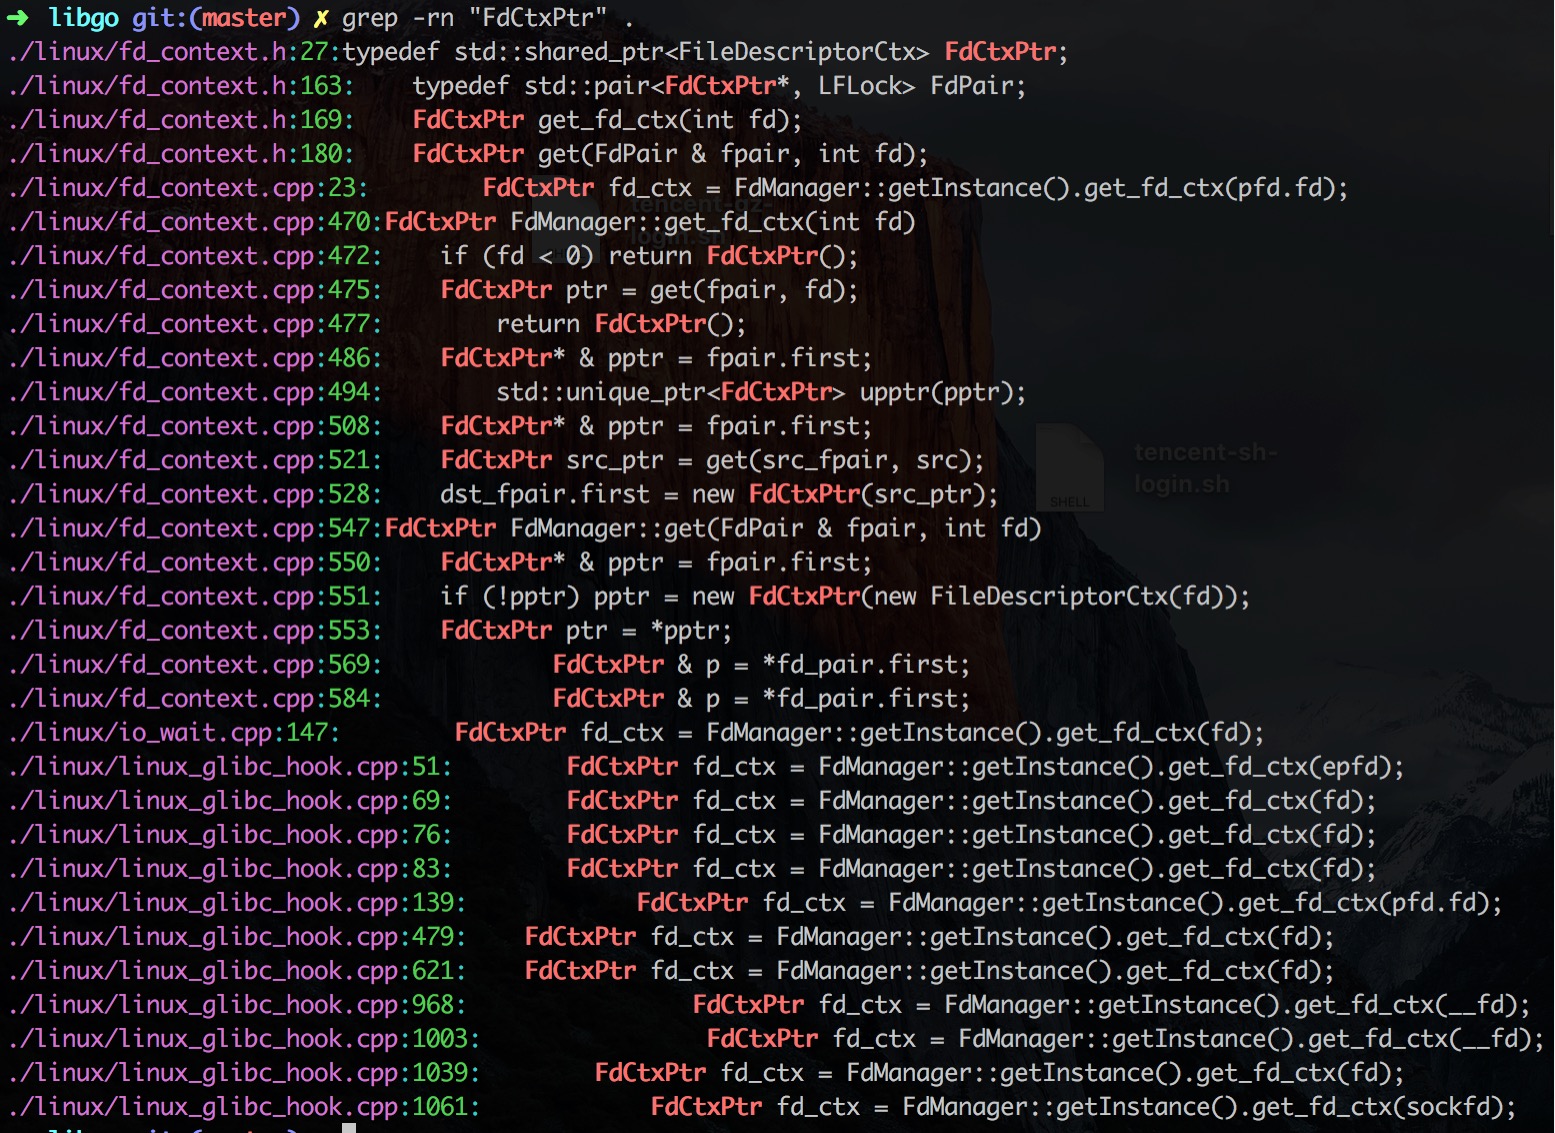 ➜ libgo git:(master) ✗ grep -rn "FdCtxPtr" .
./linux/fd_context.h:27:typedef std::shared_ptr<FileDescriptorCtx> FdCtxPtr;
./linux/fd_context.h:163:    typedef std::pair<FdCtxPtr*, LFLock> FdPair;
./linux/fd_context.h:169:    FdCtxPtr get_fd_ctx(int fd);
./linux/fd_context.h:180:    FdCtxPtr get(FdPair & fpair, int fd);
./linux/fd_context.cpp:23:        FdCtxPtr fd_ctx = FdManager::getInstance().get_fd_ctx(pfd.fd);
./linux/fd_context.cpp:470:FdCtxPtr FdManager::get_fd_ctx(int fd)
./linux/fd_context.cpp:472:    if (fd < 0) return FdCtxPtr();
./linux/fd_context.cpp:475:    FdCtxPtr ptr = get(fpair, fd);
./linux/fd_context.cpp:477:        return FdCtxPtr();
./linux/fd_context.cpp:486:    FdCtxPtr* & pptr = fpair.first;
./linux/fd_context.cpp:494:        std::unique_ptr<FdCtxPtr> upptr(pptr);
./linux/fd_context.cpp:508:    FdCtxPtr* & pptr = fpair.first;
./linux/fd_context.cpp:521:    FdCtxPtr src_ptr = get(src_fpair, src);
./linux/fd_context.cpp:528:    dst_fpair.first = new FdCtxPtr(src_ptr);
./linux/fd_context.cpp:547:FdCtxPtr FdManager::get(FdPair & fpair, int fd)
./linux/fd_context.cpp:550:    FdCtxPtr* & pptr = fpair.first;
./linux/fd_context.cpp:551:    if (!pptr) pptr = new FdCtxPtr(new FileDescriptorCtx(fd));
./linux/fd_context.cpp:553:    FdCtxPtr ptr = *pptr;
./linux/fd_context.cpp:569:            FdCtxPtr & p = *fd_pair.first;
./linux/fd_context.cpp:584:            FdCtxPtr & p = *fd_pair.first;
./linux/io_wait.cpp:147:        FdCtxPtr fd_ctx = FdManager::getInstance().get_fd_ctx(fd);
./linux/linux_glibc_hook.cpp:51:        FdCtxPtr fd_ctx = FdManager::getInstance().get_fd_ctx(epfd);
./linux/linux_glibc_hook.cpp:69:        FdCtxPtr fd_ctx = FdManager::getInstance().get_fd_ctx(fd);
./linux/linux_glibc_hook.cpp:76:        FdCtxPtr fd_ctx = FdManager::getInstance().get_fd_ctx(fd);
./linux/linux_glibc_hook.cpp:83:        FdCtxPtr fd_ctx = FdManager::getInstance().get_fd_ctx(fd);
./linux/linux_glibc_hook.cpp:139:            FdCtxPtr fd_ctx = FdManager::getInstance().get_fd_ctx(pfd.fd);
./linux/linux_glibc_hook.cpp:479:    FdCtxPtr fd_ctx = FdManager::getInstance().get_fd_ctx(fd);
./linux/linux_glibc_hook.cpp:621:    FdCtxPtr fd_ctx = FdManager::getInstance().get_fd_ctx(fd);
./linux/linux_glibc_hook.cpp:968:                FdCtxPtr fd_ctx = FdManager::getInstance().get_fd_ctx(__fd);
./linux/linux_glibc_hook.cpp:1003:                FdCtxPtr fd_ctx = FdManager::getInstance().get_fd_ctx(__fd);
./linux/linux_glibc_hook.cpp:1039:        FdCtxPtr fd_ctx = FdManager::getInstance().get_fd_ctx(fd);
./linux/linux_glibc_hook.cpp:1061:            FdCtxPtr fd_ctx = FdManager::getInstance().get_fd_ctx(sockfd);
tencent-gz-
login.sh
tencent-sh-
login.sh
SHELL